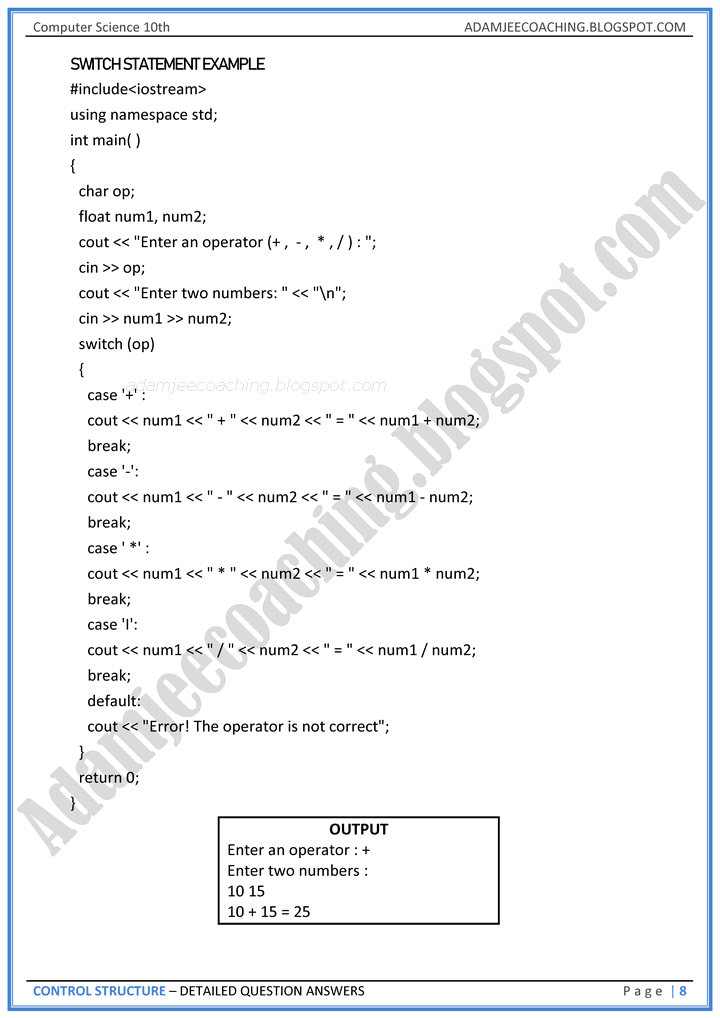 Computer Science 10th ADAMJEECOACHING.BLOGSPOT.COM
SWITCH STATEMENT EXAMPLE
#include<iostream>
using namespace std;
int main( )
{
char op;
float num1, num2;
cout << "Enter an operator (+ , - , * , / ) : ";
cin >> op;
cout << "Enter two numbers: " << "\n";
cin >> num1 >> num2;
switch (op)
{
adamjeecoaching.blogspot.com
case '+' :
cout << num1 << " + " << num2 << " = " << num1 + num2;
break;
case '-':
cout << num1 << " - " << num2 << " = " << num1 - num2;
break;
case ' *' :
cout << num1 << " * " << num2 << " = " << num1 * num2;
break;
case 'I':
cout << num1 << " / " << num2 << " = " << num1 / num2;
break;
default:
cout << "Error! The operator is not correct";
}
return 0;
}
Adamjeecoaching.blogspot.com
OUTPUT
Enter an operator : +
Enter two numbers :
10 15
10 + 15 = 25
CONTROL STRUCTURE – DETAILED QUESTION ANSWERS Page | 8